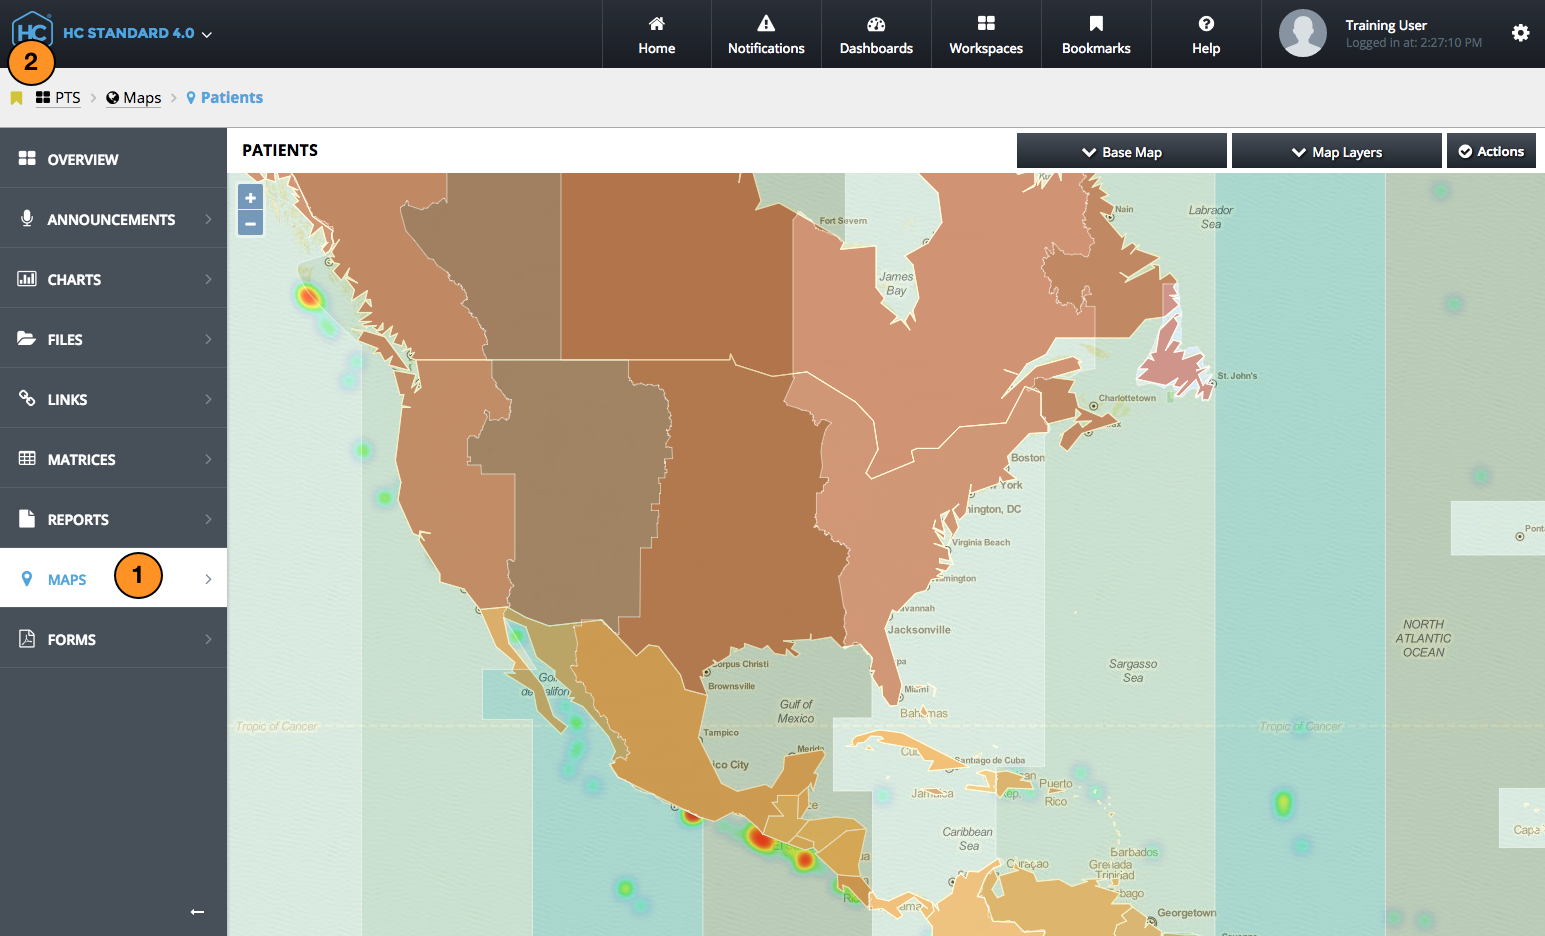 HC
HC STANDARD 4.0
Home
Notifications
Dashboards
Workspaces
Bookmarks
Help
Training User
Logged in at: 2:27:10 PM
2
PTS
Maps
Patients
OVERVIEW
ANNOUNCEMENTS
CHARTS
FILES
LINKS
MATRICES
REPORTS
MAPS
1
FORMS
PATIENTS
Base Map
Map Layers
Actions
+
−
Fort Severn
Nain
Labrador
Sea
James
Bay
St. John's
Charlottetown
Boston
York
ington, DC
Virginia Beach
mington
avannah
Jacksonville
NORTH
ATLANTIC
OCEAN
Sargasso
Sea
orpus Christi
Brownsville
Miami
Gulf of
Mexico
Bahamas
Tropic of Cancer
Tropic of Cancer
Tampico
Merida
ico City
Santiago de Cuba
Jamaica
Puerto
Rico
Caribbean
Sea
Curaçao
Barbados
Grenada
Trinidad
bago
Georgetown
Capa
Pont